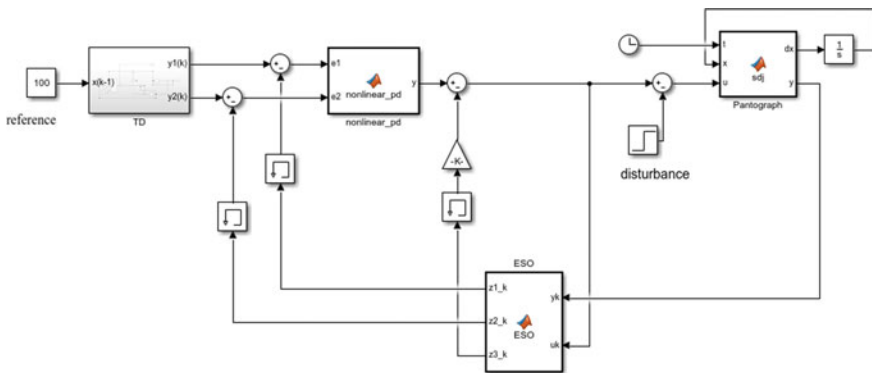 100
reference
x(k-1)
y1(k)
y2(k)
TD
e1
e2
nonlinear_pd
y
nonlinear_pd
-K-
disturbance
t
x
u
sdj
dx
y
Pantograph
1
s
ESO
z1_k
z2_k
z3_k
ESO
yk
uk